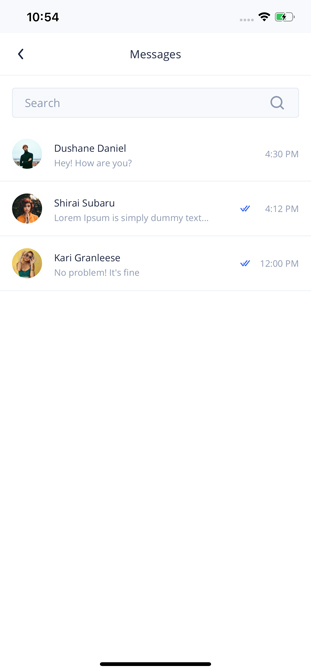 10:54
Messages
Search
Dushane Daniel
4:30 PM
Hey! How are you?
Shirai Subaru
4:12 PM
Lorem Ipsum is simply dummy text...
Kari Granleese
12:00 PM
No problem! It's fine